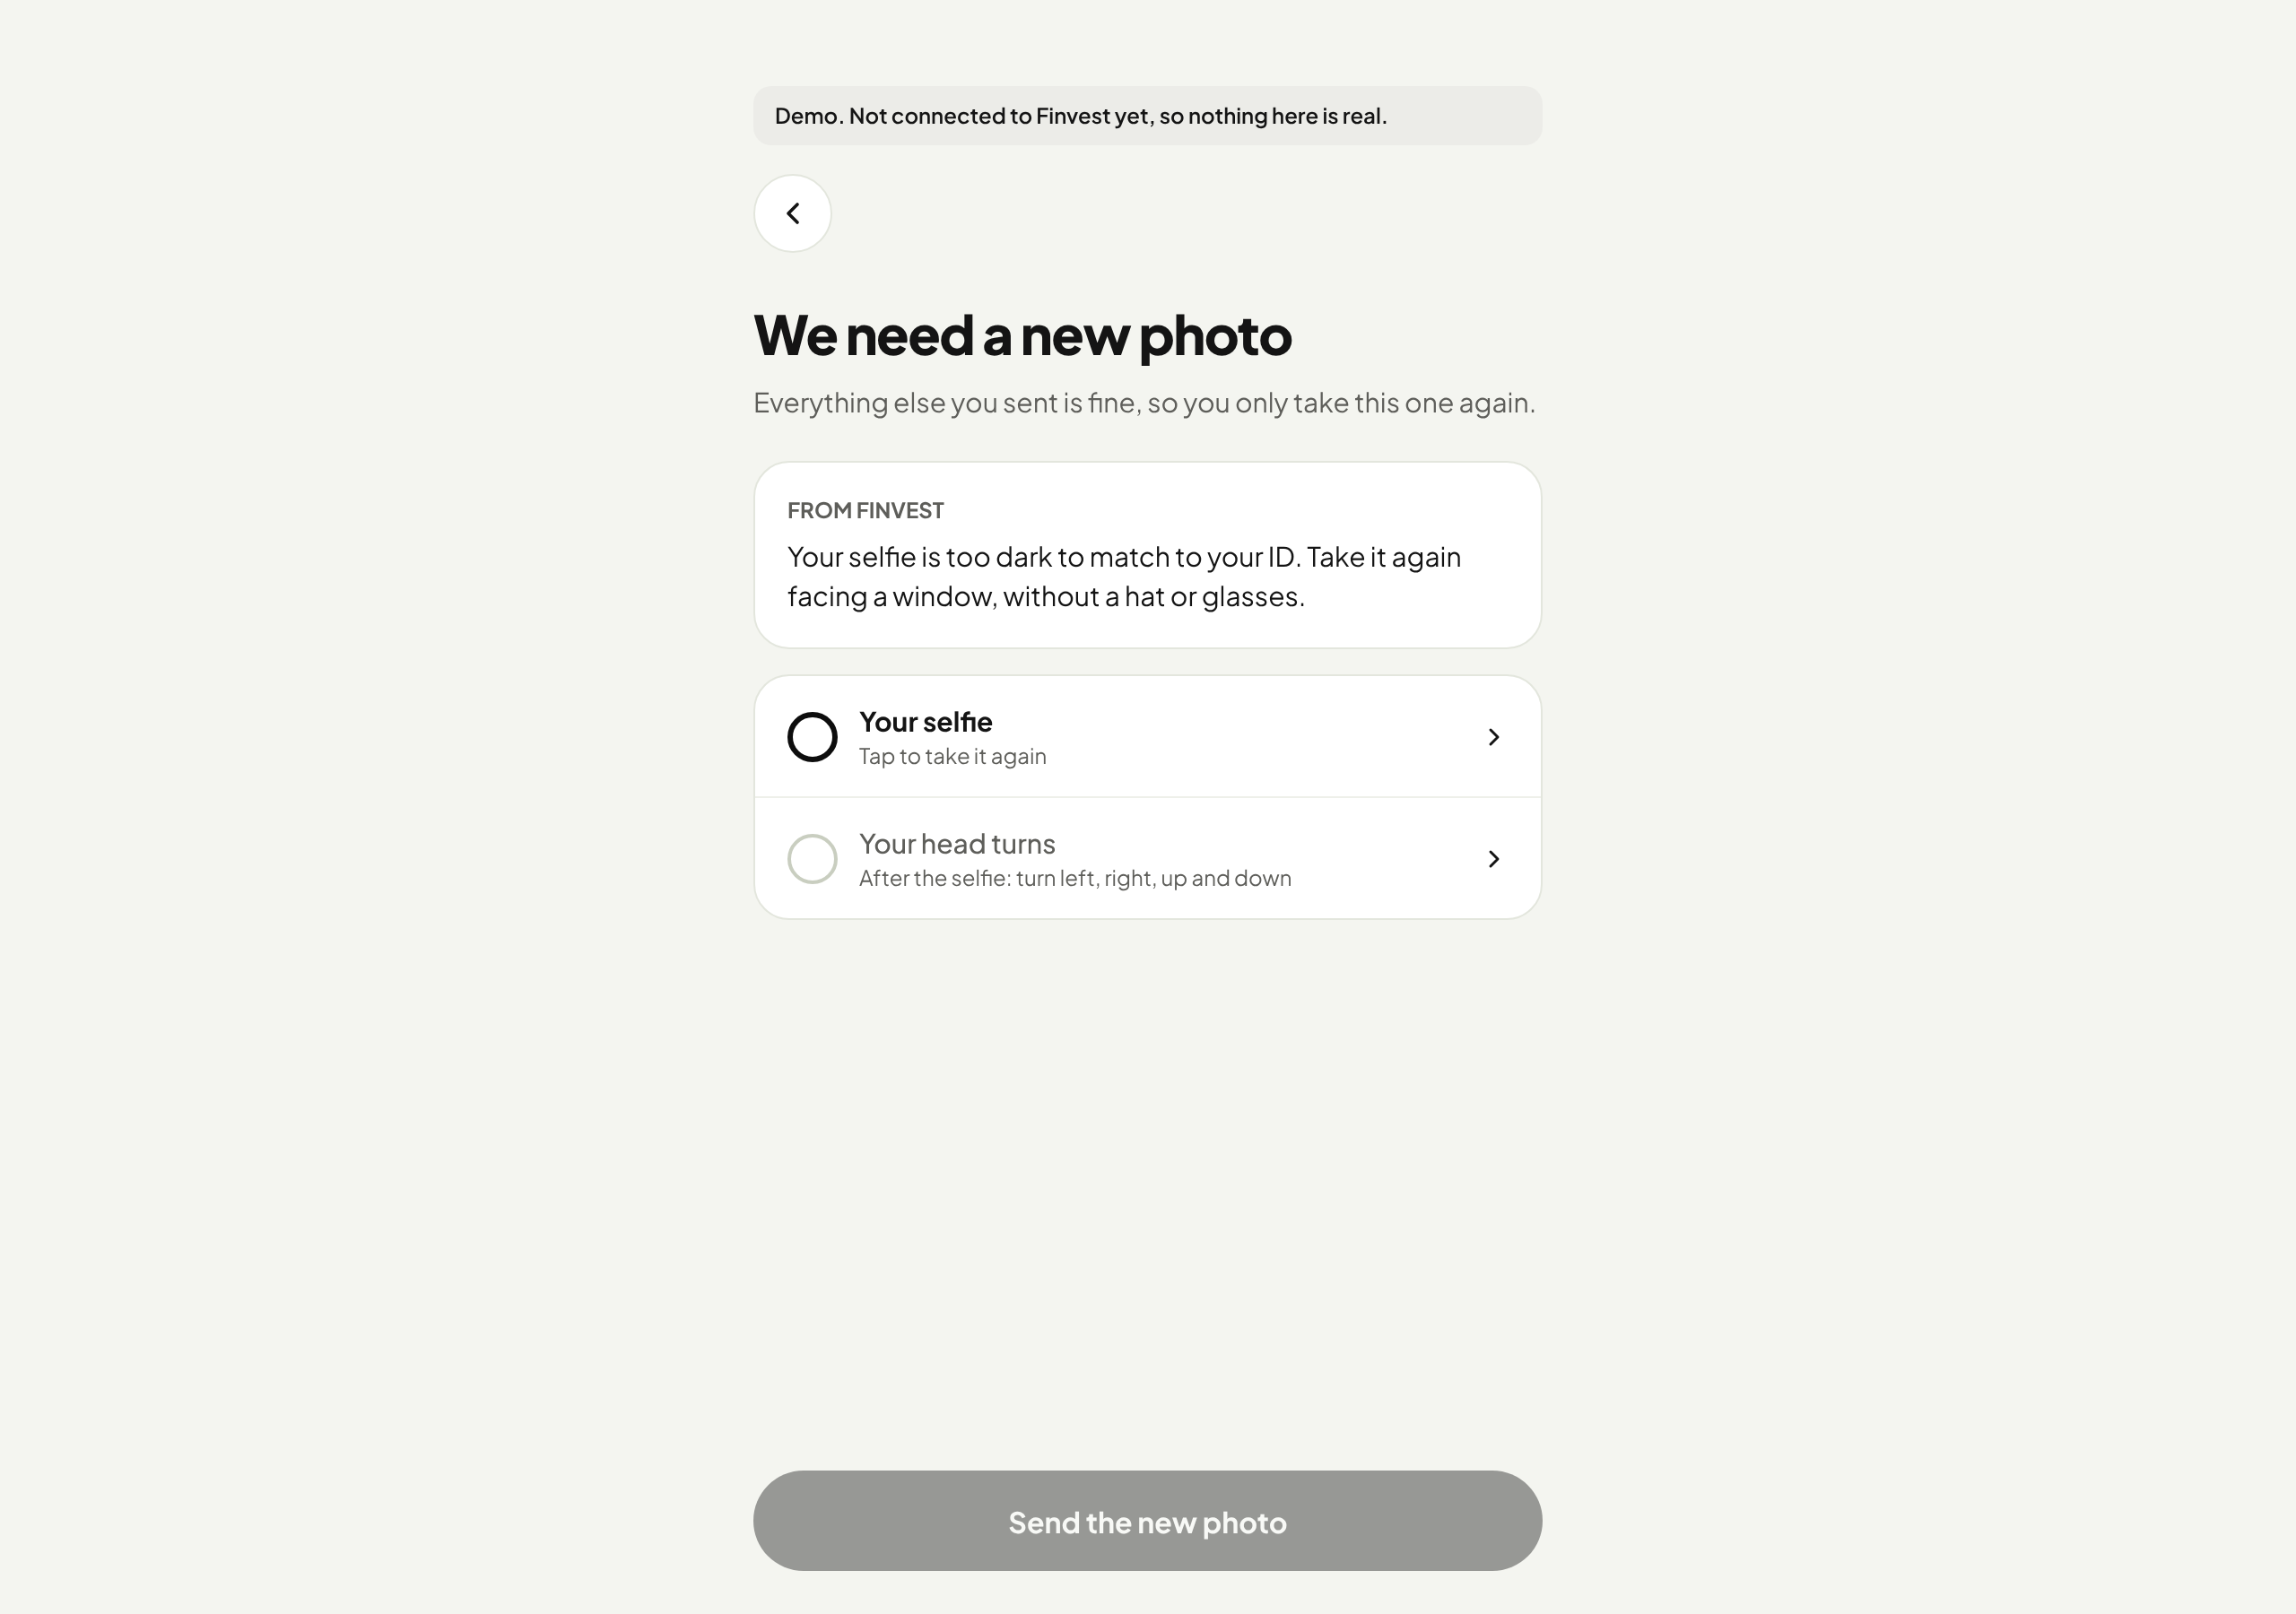 Demo. Not connected to Finvest yet, so nothing here is real.
We need a new photo
Everything else you sent is fine, so you only take this one again.
FROM FINVEST
Your selfie is too dark to match to your ID. Take it again
facing a window, without a hat or glasses.
Your selfie
Tap to take it again
Your head turns
After the selfie: turn left, right, up and down
Send the new photo